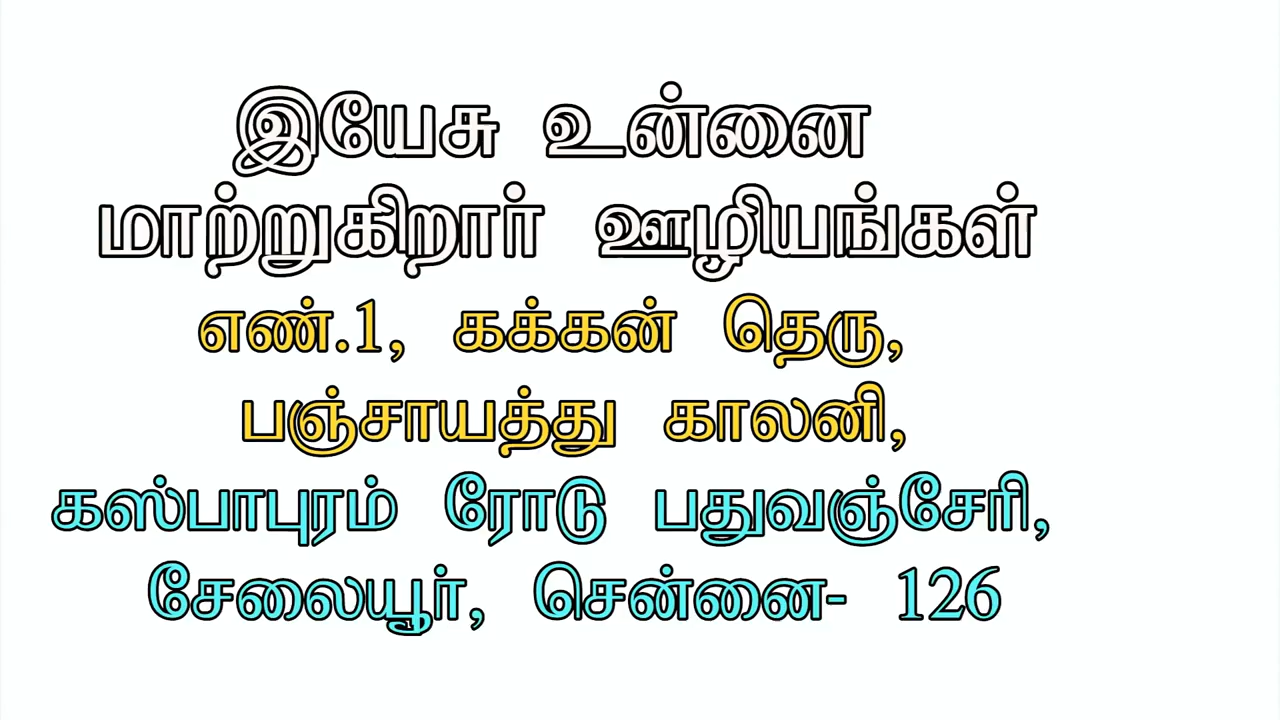 இயேசு உன்னை
மாற்றுகிறார் ஊழியங்கள்
எண்.1, கக்கன் தெரு,
பஞ்சாயத்து காலனி,
கஸ்பாபுரம் ரோடு பதுவஞ்சேரி,
சேலையூர், சென்னை- 126